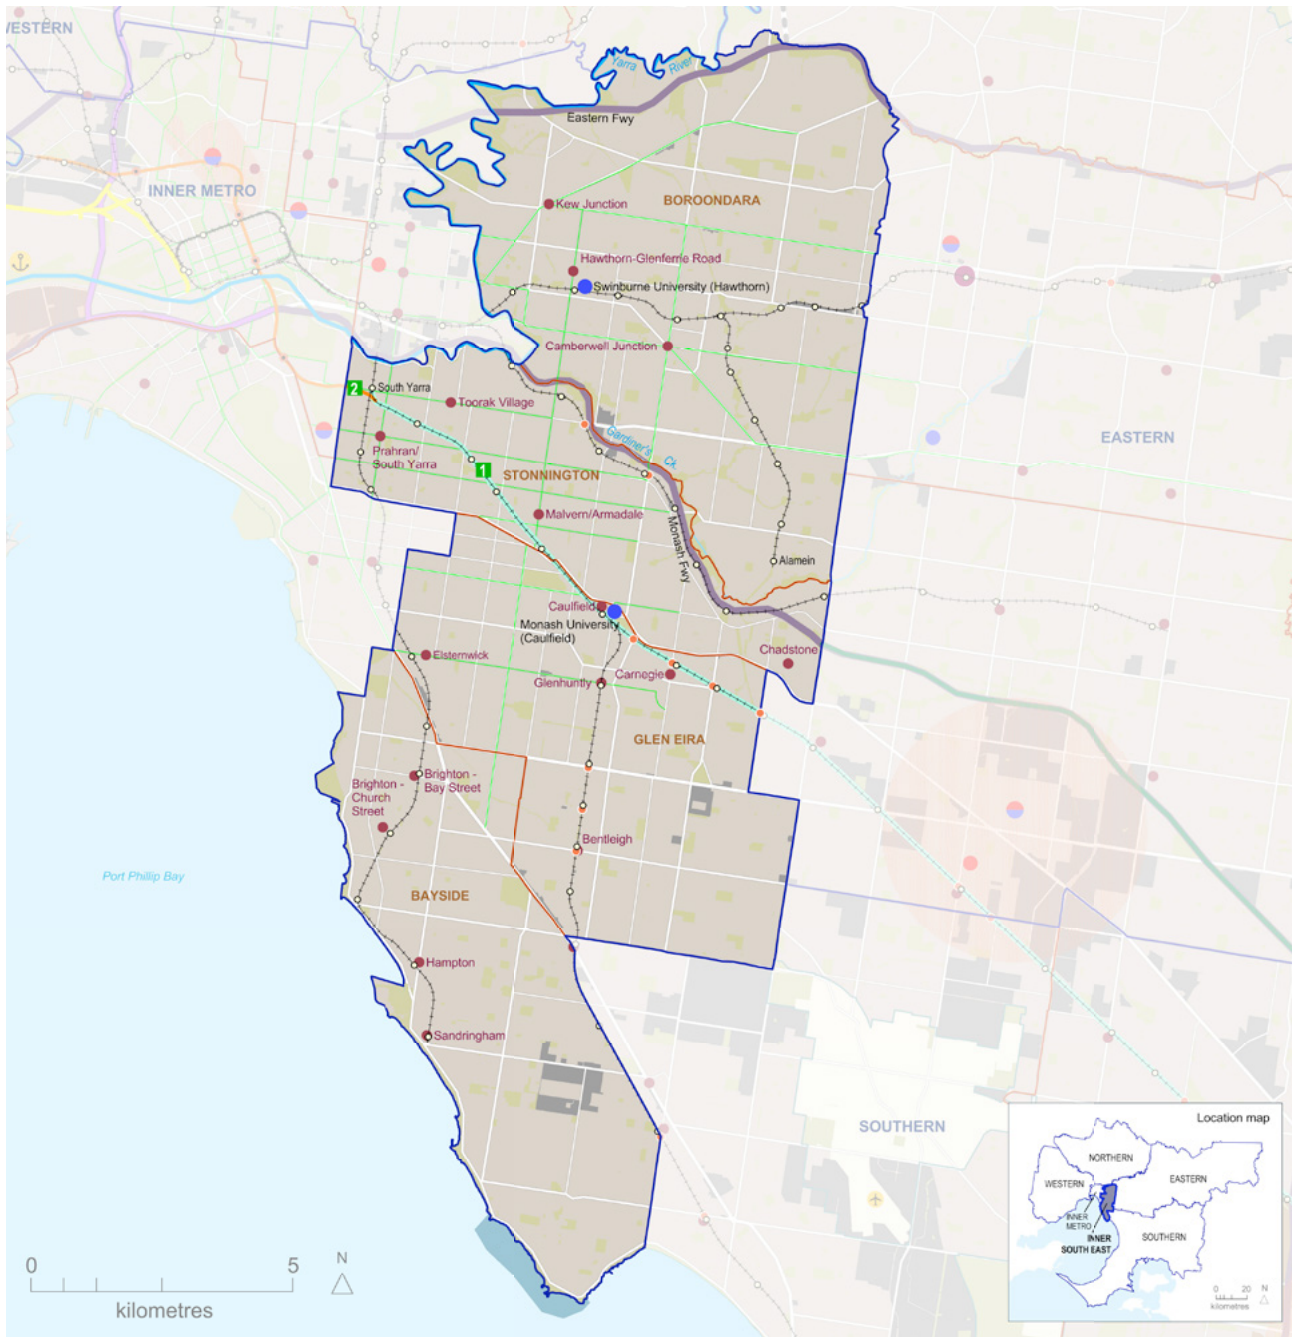 WESTERN
Yarra River
Eastern Fwy
INNER METRO
BOROONDARA
Kew Junction
Hawthorn-Glenferrie Road
Swinburne University (Hawthorn)
Camberwell Junction
2
South Yarra
Toorak Village
Gardiner's Ck.
EASTERN
Prahran/
South Yarra
1
STONNINGTON
Malvern/Armadale
Monash Fwy
Alamein
Caulfield
Monash University
(Caulfield)
Elsternwick
Chadstone
Carnegie
Glenhuntly
GLEN EIRA
Brighton -
Bay Street
Brighton -
Church
Street
Bentleigh
Port Phillip Bay
BAYSIDE
Hampton
Sandringham
SOUTHERN
Location map
NORTHERN
WESTERN
EASTERN
INNER
METRO
INNER
SOUTH EAST
SOUTHERN
0 20
kilometres
N
0 5
kilometres
N